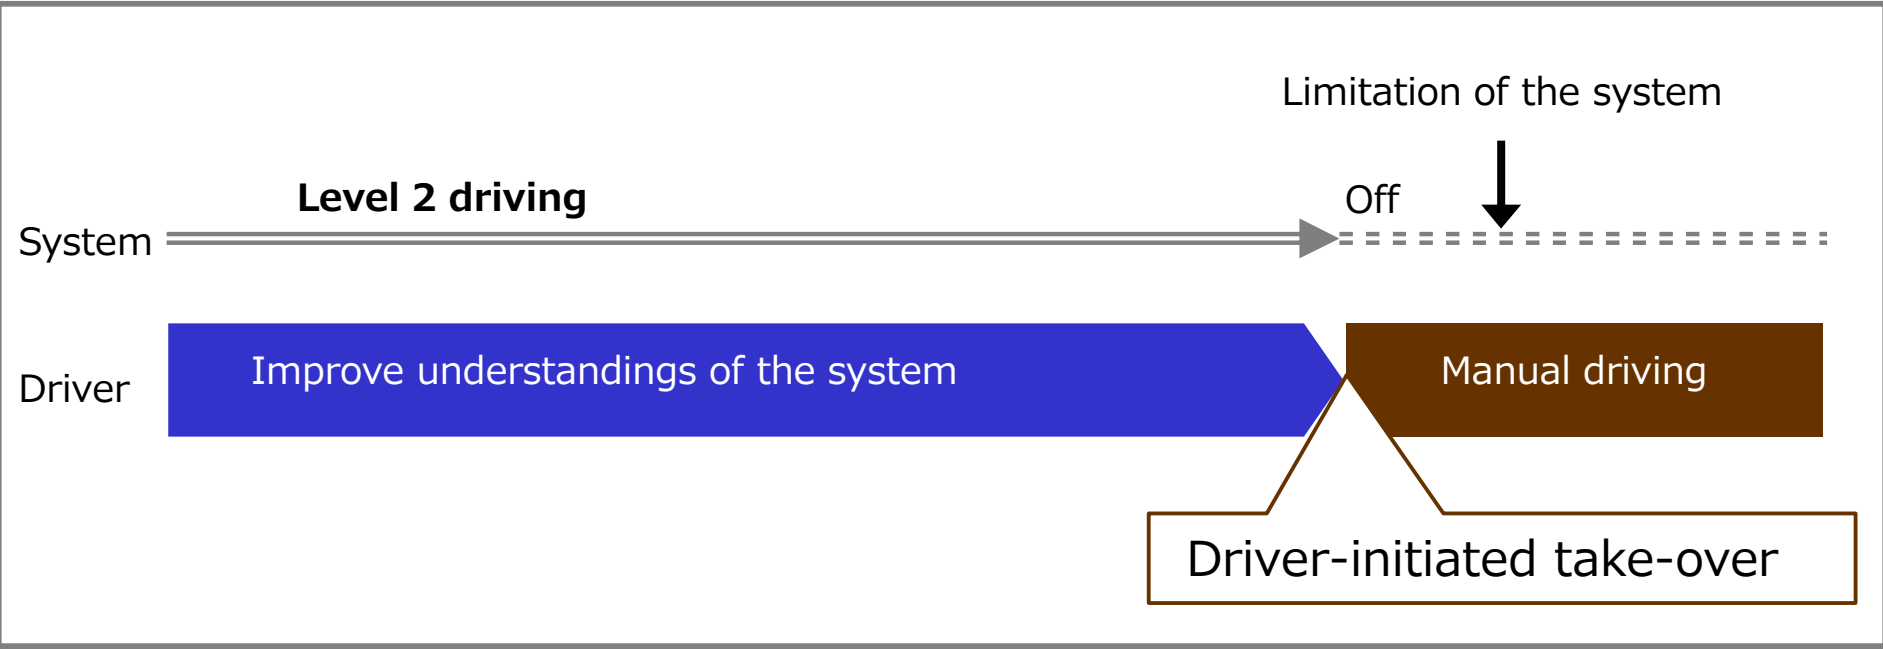 Limitation of the system
Level 2 driving
Off
System
Improve understandings of the system
Manual driving
Driver
Driver-initiated take-over